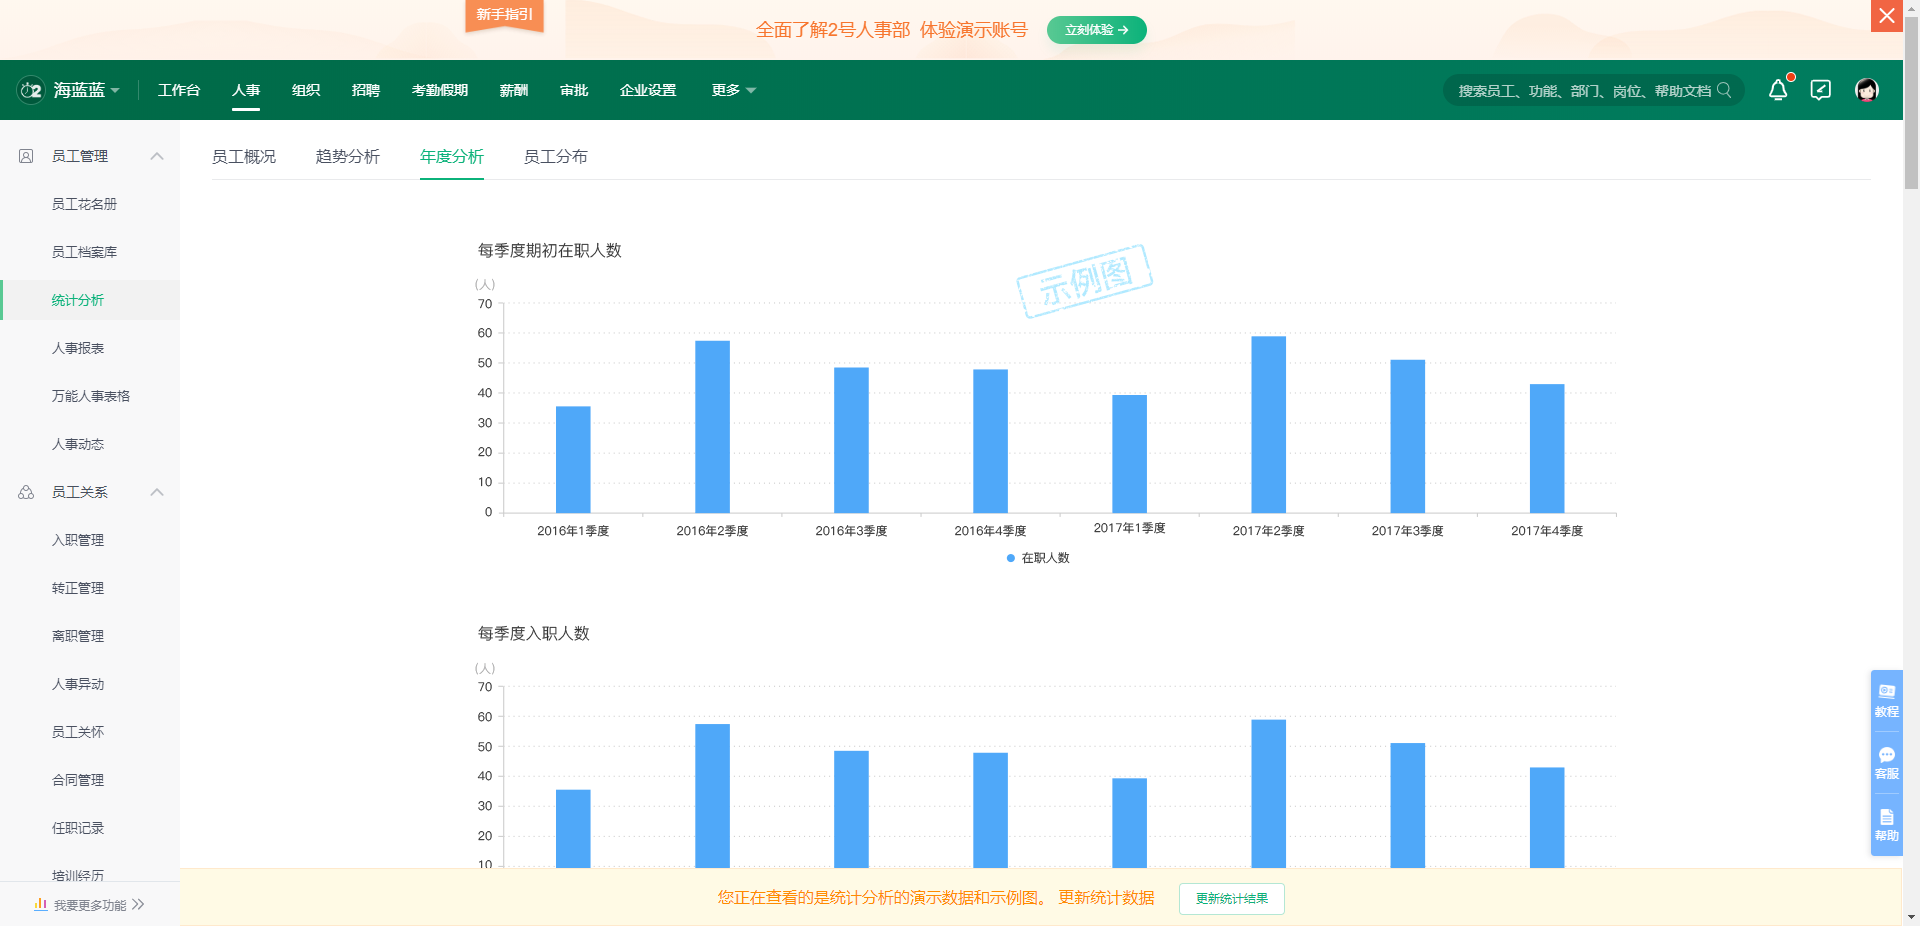 新手指引
全面了解2号人事部 体验演示账号
立刻体验
海蓝蓝
工作台
人事
组织
招聘
考勤假期
薪酬
审批
企业设置
更多
搜索员工、功能、部门、岗位、帮助文档
员工管理
员工花名册
员工档案库
统计分析
人事报表
万能人事表格
人事动态
员工关系
入职管理
转正管理
离职管理
人事异动
员工关怀
合同管理
任职记录
培训经历
我要更多功能
员工概况
趋势分析
年度分析
员工分布
每季度期初在职人数
示例图
(人)
70
60
50
40
30
20
10
0
2016年1季度
2016年2季度
2016年3季度
2016年4季度
2017年1季度
2017年2季度
2017年3季度
2017年4季度
在职人数
每季度入职人数
(人)
70
60
50
40
30
20
10
教程
客服
帮助
您正在查看的是统计分析的演示数据和示例图。 更新统计数据
更新统计结果